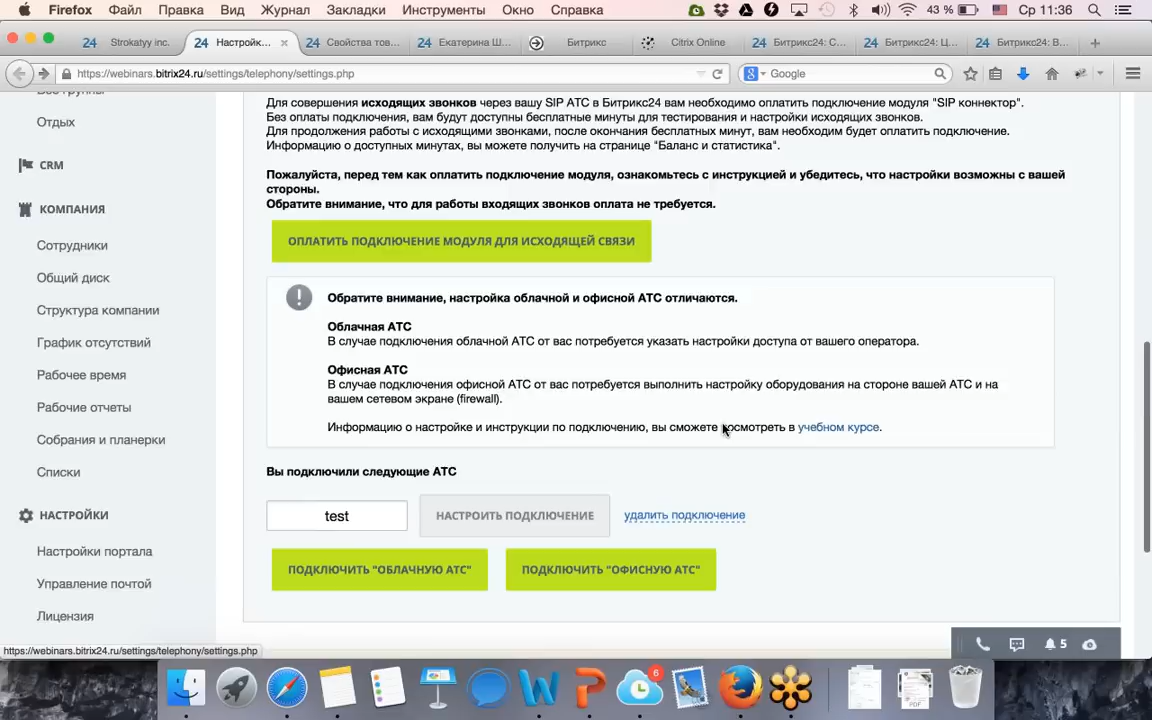 Firefox Файл Правка Вид Журнал Закладки Инструменты Окно Справка 43 % Ср 11:36
24 Strokatyy inc. 24 Настройк... × 24 Свойства тов... 24 Екатерина Ш... Битрикс Citrix Online 24 Битрикс24: С... 24 Битрикс24: Ц... 24 Битрикс24: В... +
https://webinars.bitrix24.ru/settings/telephony/settings.php Google
Отдых
CRM
КОМПАНИЯ
Сотрудники
Общий диск
Структура компании
График отсутствий
Рабочее время
Рабочие отчеты
Собрания и планерки
Списки
НАСТРОЙКИ
Настройки портала
Управление почтой
Лицензия
Для совершения исходящих звонков через вашу SIP АТС в Битрикс24 вам необходимо оплатить подключение модуля "SIP коннектор".
Без оплаты подключения, вам будут доступны бесплатные минуты для тестирования и настройки исходящих звонков.
Для продолжения работы с исходящими звонками, после окончания бесплатных минут, вам необходим будет оплатить подключение.
Информацию о доступных минутах, вы можете получить на странице "Баланс и статистика".
Пожалуйста, перед тем как оплатить подключение модуля, ознакомьтесь с инструкцией и убедитесь, что настройки возможны с вашей
стороны.
Обратите внимание, что для работы входящих звонков оплата не требуется.
ОПЛАТИТЬ ПОДКЛЮЧЕНИЕ МОДУЛЯ ДЛЯ ИСХОДЯЩЕЙ СВЯЗИ
Обратите внимание, настройка облачной и офисной АТС отличаются.
Облачная АТС
В случае подключения облачной АТС от вас потребуется указать настройки доступа от вашего оператора.
Офисная АТС
В случае подключения офисной АТС от вас потребуется выполнить настройку оборудования на стороне вашей АТС и на
вашем сетевом экране (firewall).
Информацию о настройке и инструкции по подключению, вы сможете посмотреть в учебном курсе.
Вы подключили следующие АТС
test НАСТРОИТЬ ПОДКЛЮЧЕНИЕ удалить подключение
ПОДКЛЮЧИТЬ "ОБЛАЧНУЮ АТС" ПОДКЛЮЧИТЬ "ОФИСНУЮ АТС"
5
https://webinars.bitrix24.ru/settings/telephony/settings.php
6
PDF